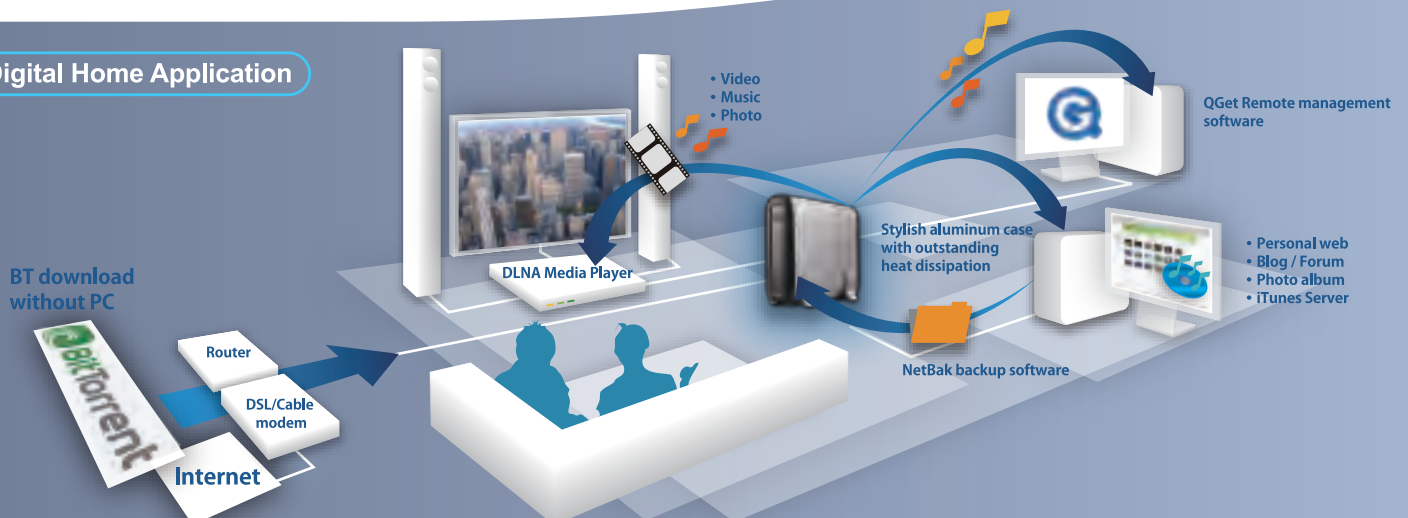 Digital Home Application
• Video
• Music
• Photo
QGet Remote management
software
Stylish aluminum case
with outstanding
heat dissipation
• Personal web
• Blog / Forum
• Photo album
• iTunes Server
DLNA Media Player
NetBak backup software
BT download
without PC
BitTorrent
Router
DSL/Cable
modem
Internet